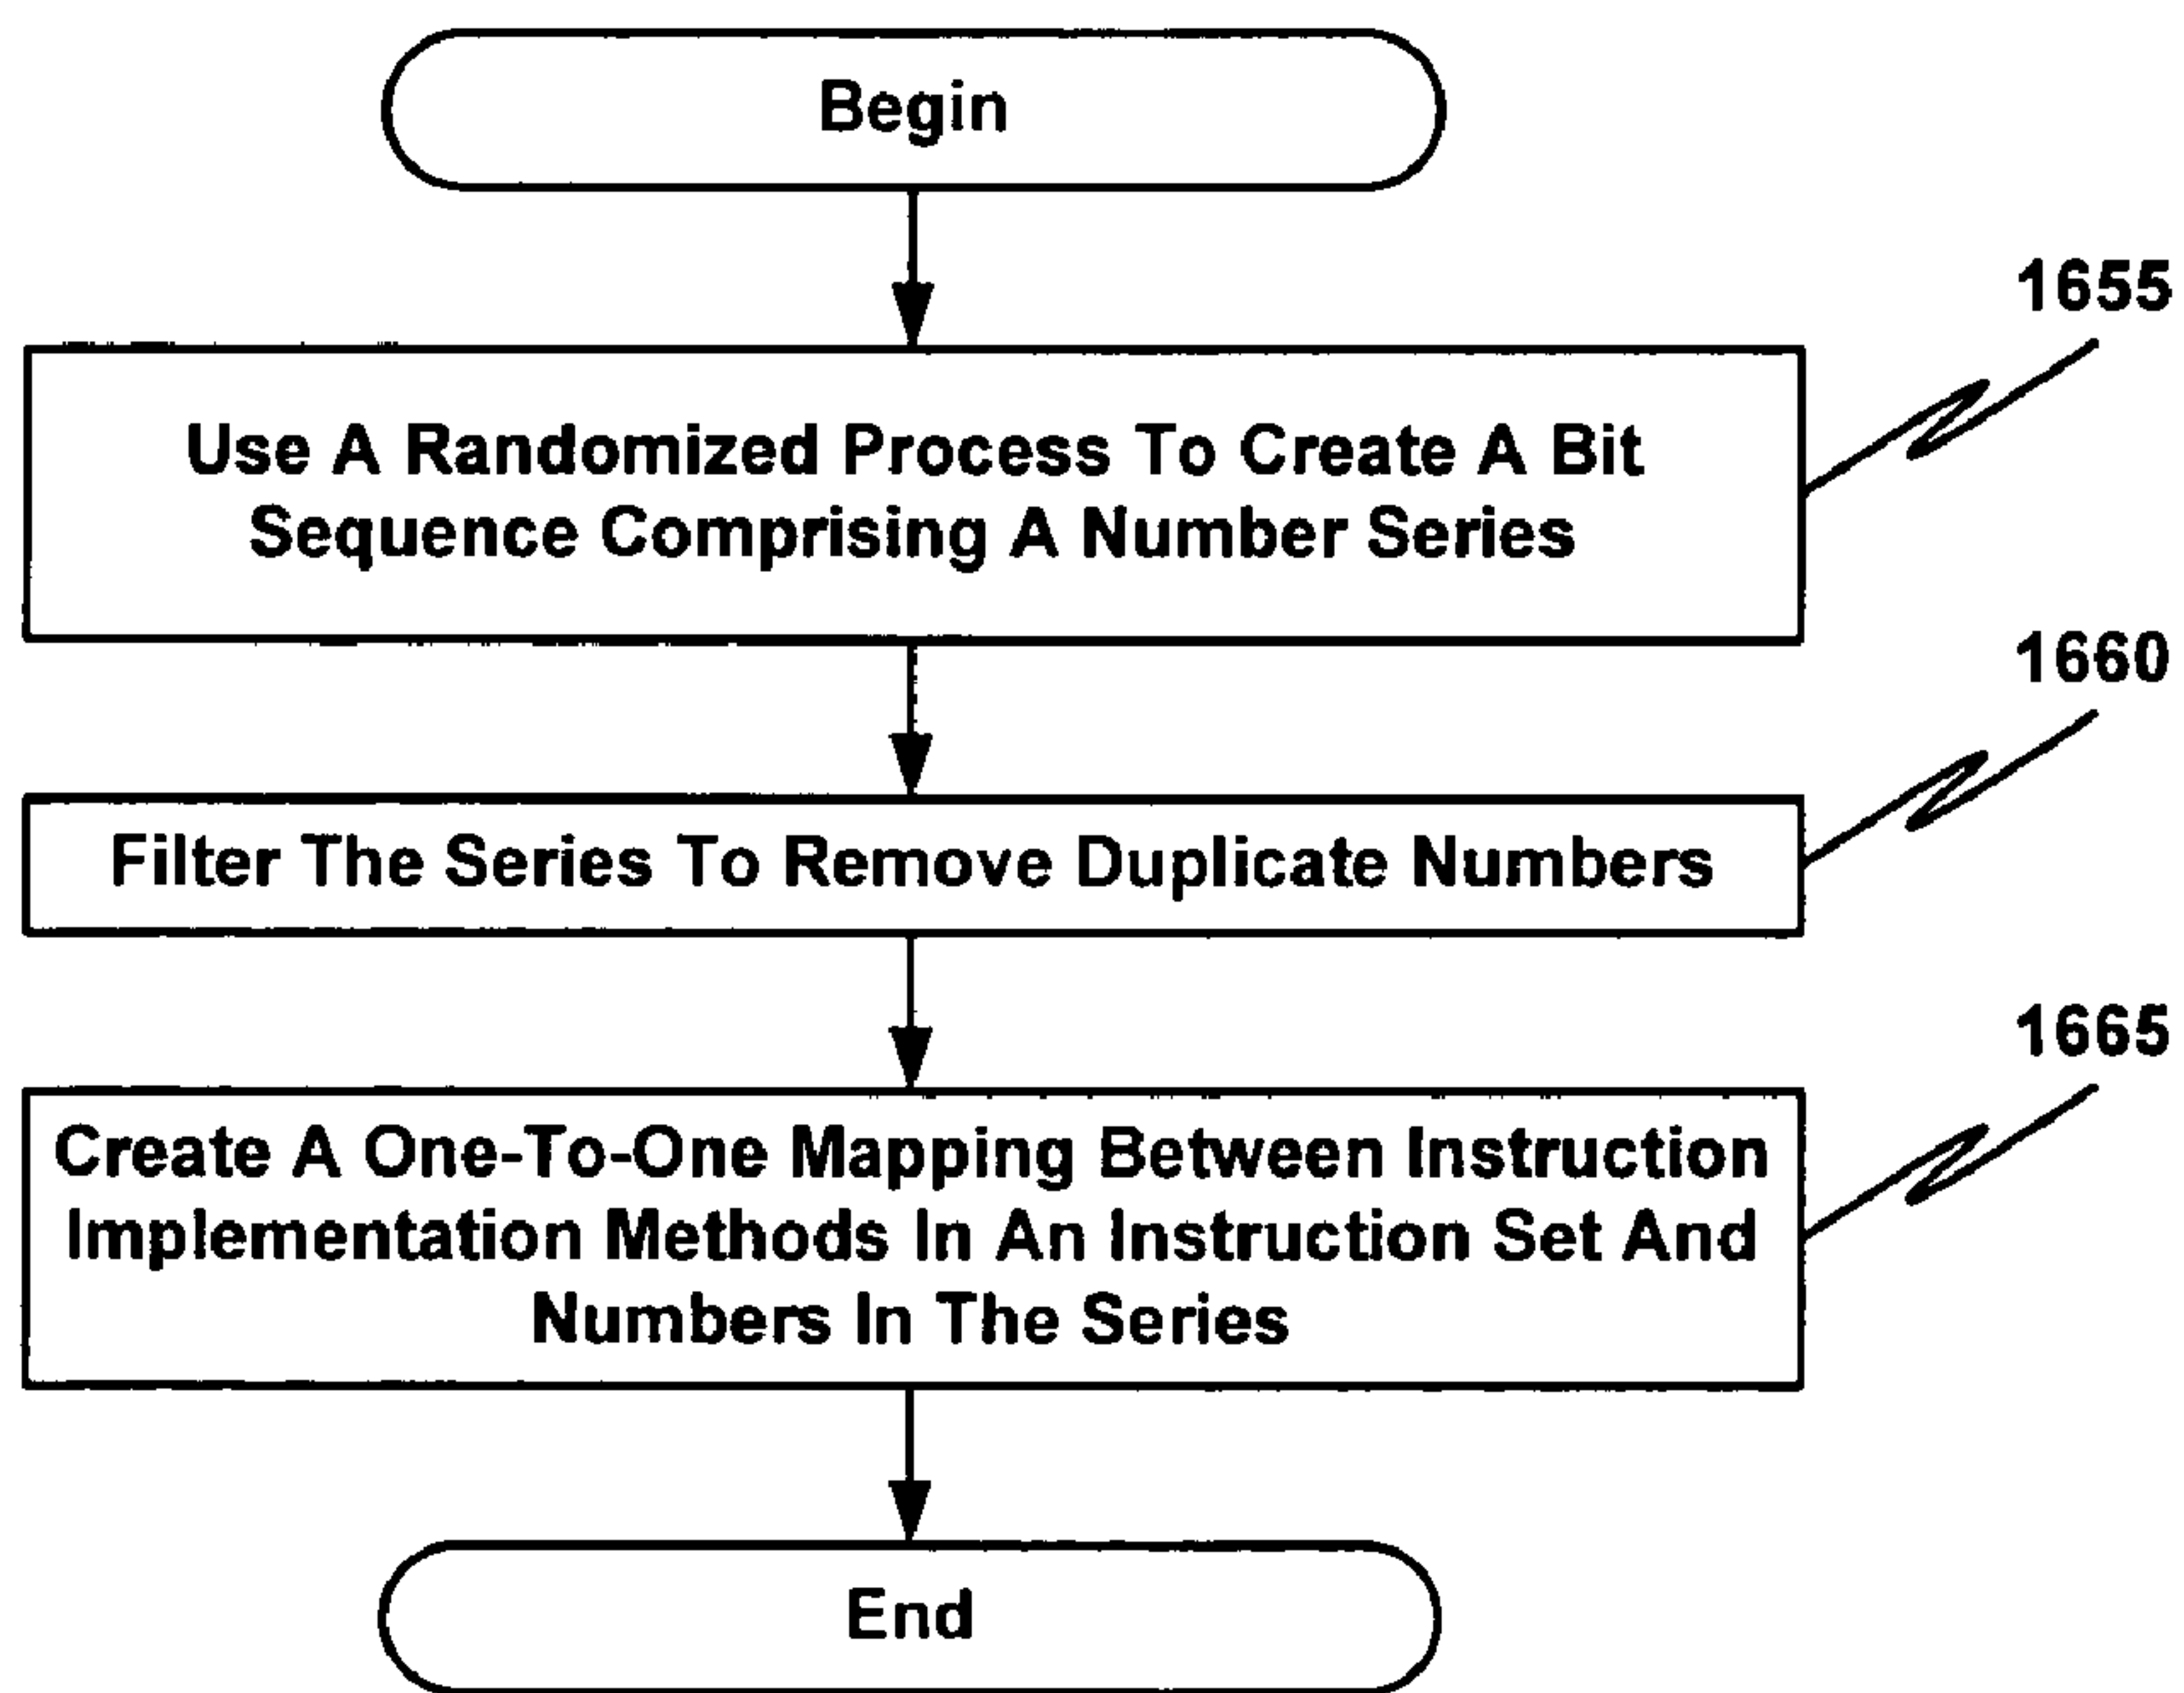 Begin
1655
Use A Randomized Process To Create A Bit
Sequence Comprising A Number Series
1660
Filter The Series To Remove Duplicate Numbers
1665
Create A One-To-One Mapping Between Instruction
Implementation Methods In An Instruction Set And
Numbers In The Series
End